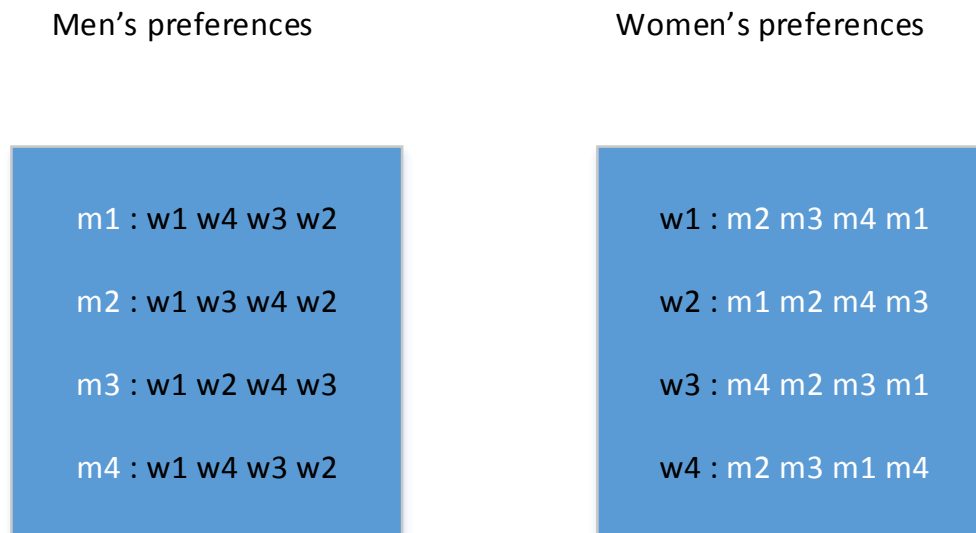 Men’s preferences
Women’s preferences
m1 : w1 w4 w3 w2
m2 : w1 w3 w4 w2
m3 : w1 w2 w4 w3
m4 : w1 w4 w3 w2
w1 : m2 m3 m4 m1
w2 : m1 m2 m4 m3
w3 : m4 m2 m3 m1
w4 : m2 m3 m1 m4